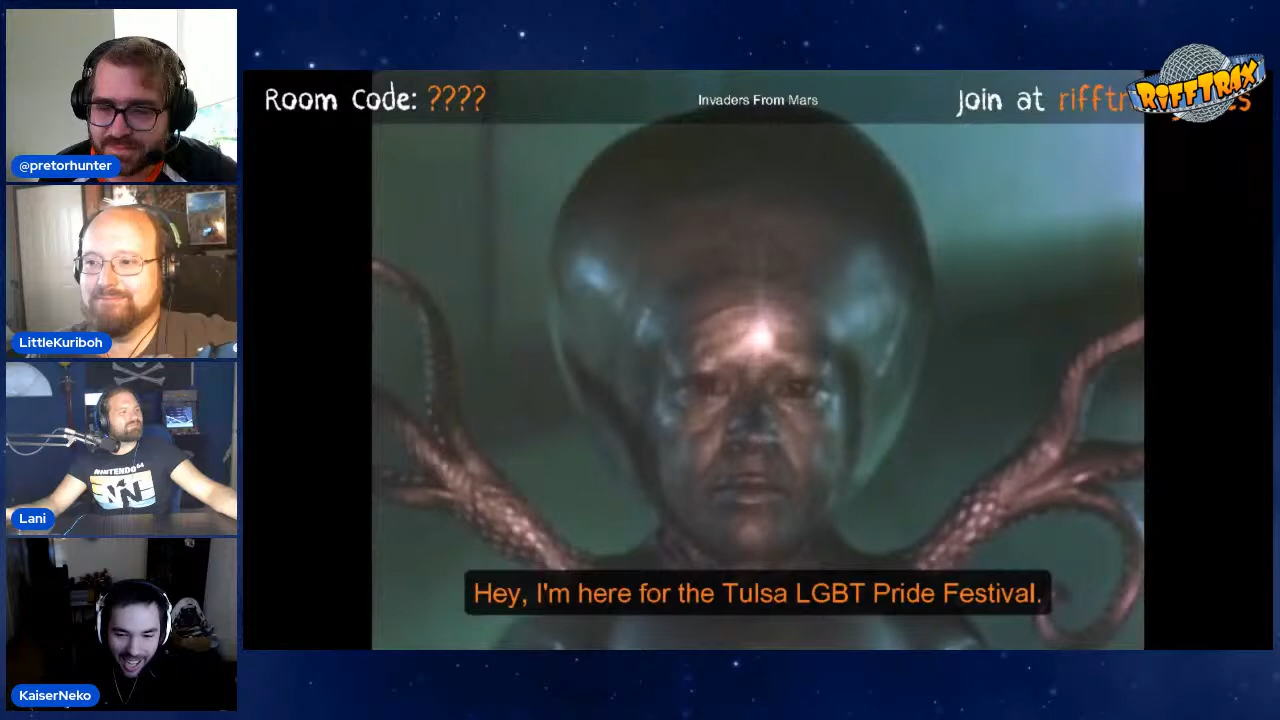 @pretorhunter
LittleKuriboh
NINTENDO 64
Lani
KaiserNeko
Room Code: ????
Invaders From Mars
Join at
RIFFTRAX
Hey, I'm here for the Tulsa LGBT Pride Festival.